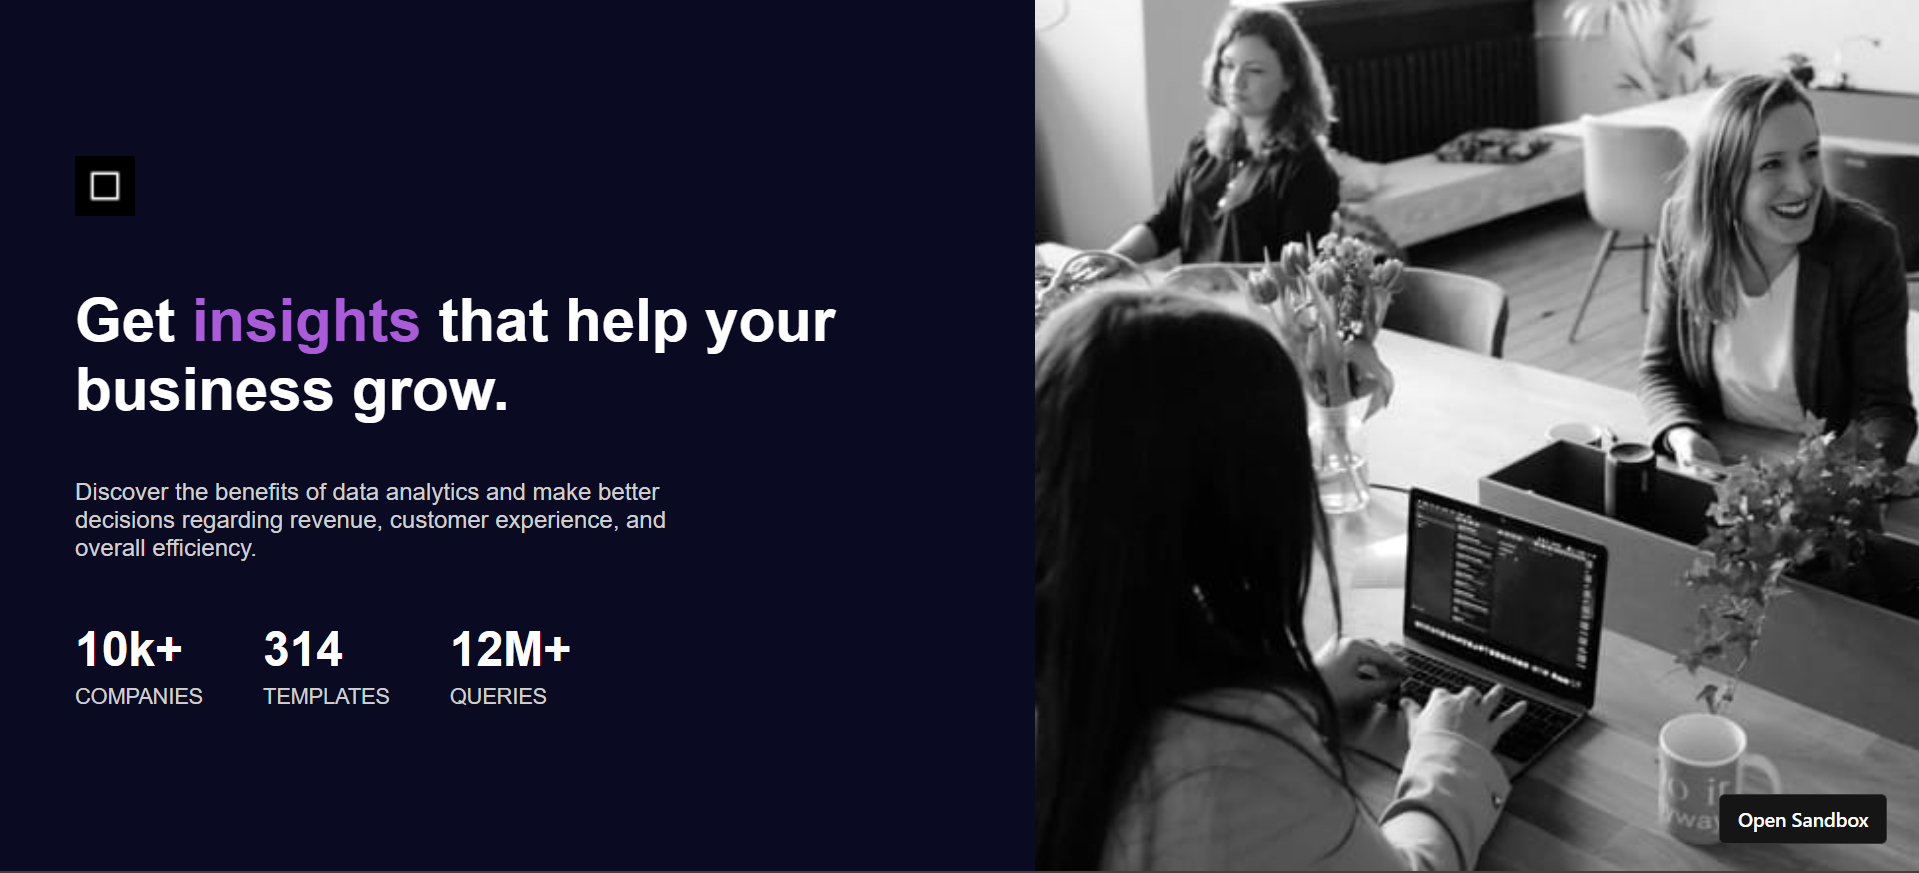 Get insights that help your
business grow.
Discover the benefits of data analytics and make better
decisions regarding revenue, customer experience, and
overall efficiency.
10k+ 314 12M+
COMPANIES TEMPLATES QUERIES
Open Sandbox